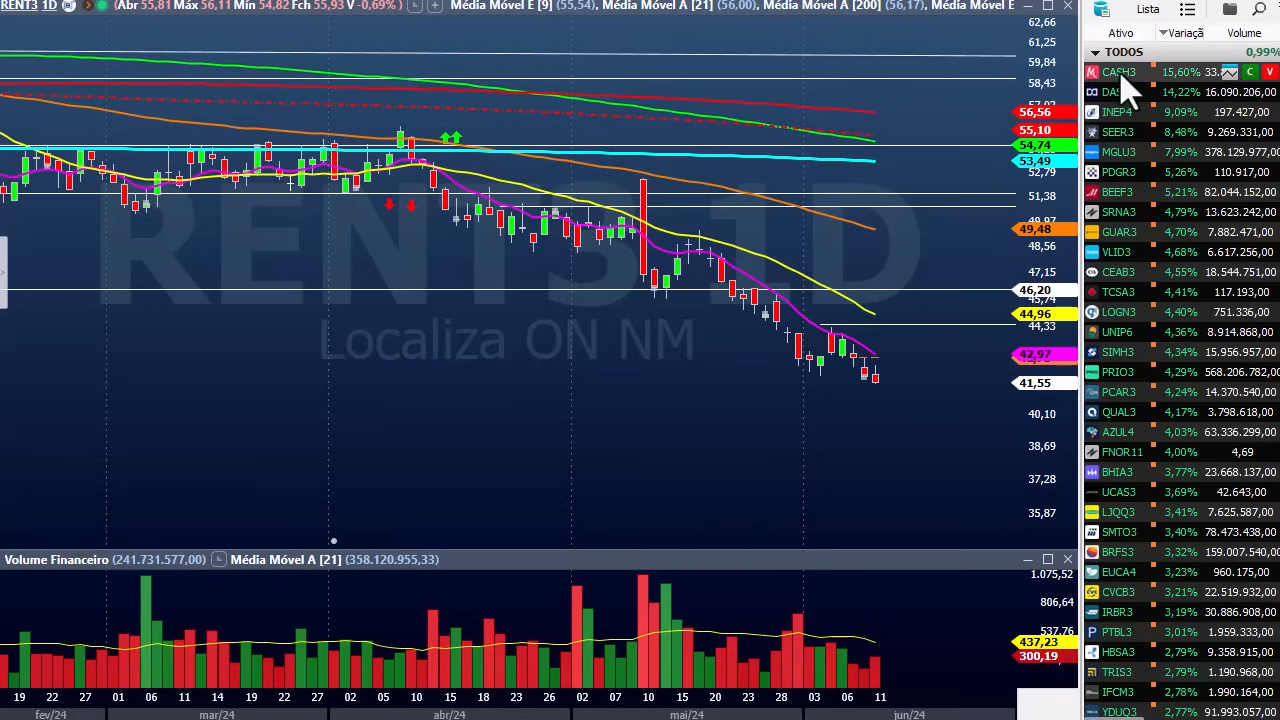 RENT3 1D
(Abr 55,81 Máx 56,11 Mín 54,82 Fch 55,93 V -0,69% ) Média Móvel E [9] (55,54), Média Móvel A [21] (56,00), Média Móvel A [200] (56,17), Média Móvel E
62,66
61,25
59,84
58,43
56,56
55,10
54,74
53,49
52,79
51,38
49,97
49,48
48,56
47,15
46,20
45,74
44,96
44,33
42,97
41,55
40,10
38,69
37,28
35,87
RENT3 1D
Localiza ON NM
Volume Financeiro (241.731.577,00) Média Móvel A [21] (358.120.955,33)
1.075,52
806,64
537,76
437,23
300,19
19 22 27 01 06 11 14 19 22 27 02 05 10 15 18 23 26 02 07 10 15 20 23 28 03 06 11
fev/24 mar/24 abr/24 mai/24 jun/24
Lista
Ativo Variaçã Volume
TODOS 0,99%
CASH3 15,60% 33. C V
DAS 14,22% 16.090.206,00
INEP4 9,09% 197.427,00
SEER3 8,48% 9.269.331,00
MGLU3 7,99% 378.129.977,00
PDGR3 5,26% 110.917,00
BEEF3 5,21% 82.044.152,00
SRNA3 4,79% 13.622.242,00
GUAR3 4,70% 7.882.471,00
VLID3 4,68% 6.617.256,00
CEAB3 4,55% 18.544.751,00
TCSA3 4,41% 117.193,00
LOGN3 4,40% 751.136,00
UNIP6 4,36% 8.914.868,00
SIMH3 4,34% 15.956.957,00
PRIO3 4,29% 568.206.782,00
PCAR3 4,24% 14.370.540,00
QUAL3 4,17% 3.798.618,00
AZUL4 4,03% 63.336.299,00
FNOR11 4,00% 4,69
BHIA3 3,77% 23.668.137,00
UCAS3 3,69% 42.643,00
LJQQ3 3,41% 7.625.587,00
SMTO3 3,40% 78.473.438,00
BRFS3 3,32% 159.007.540,00
EUCA4 3,23% 960.175,00
CVCB3 3,21% 22.519.932,00
IRBR3 3,19% 30.886.908,00
PTBL3 3,01% 1.959.333,00
HBSA3 2,79% 9.358.915,00
TRIS3 2,79% 1.190.968,00
IFCM3 2,78% 1.990.169,00
YDUQ3 2,77% 91.993.057,00